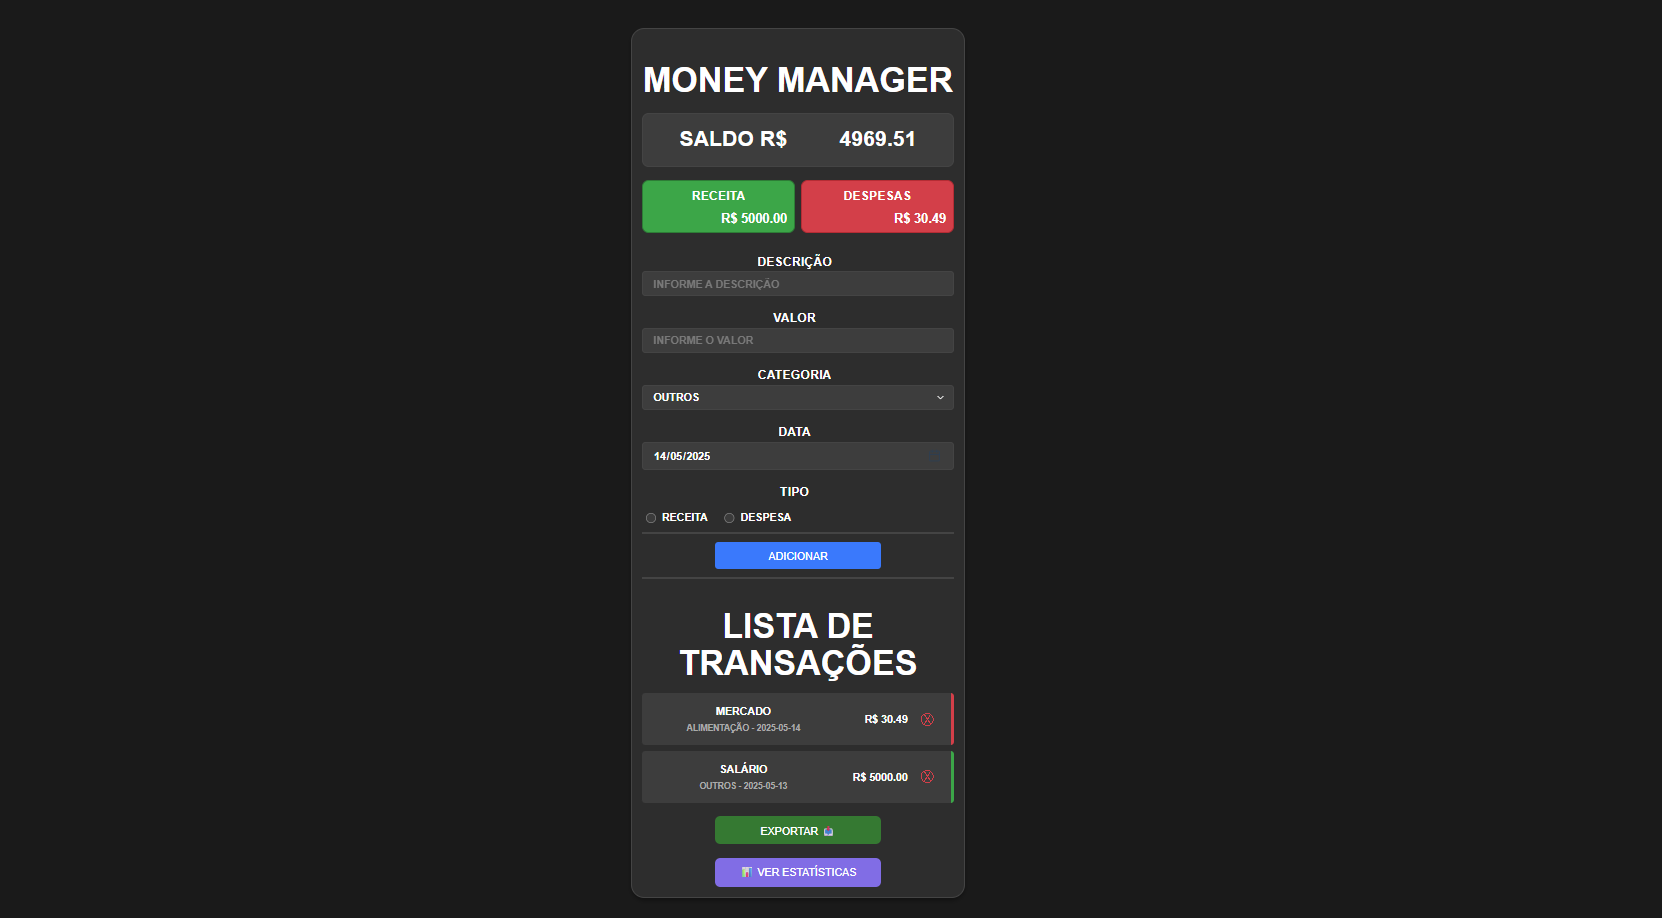 MONEY MANAGER
SALDO R$ 4969.51
RECEITA
R$ 5000.00
DESPESAS
R$ 30.49
DESCRIÇÃO
INFORME A DESCRIÇÃO
VALOR
INFORME O VALOR
CATEGORIA
OUTROS
DATA
14/05/2025
TIPO
RECEITA DESPESA
ADICIONAR
LISTA DE
TRANSAÇÕES
MERCADO
ALIMENTAÇÃO - 2025-05-14
R$ 30.49
SALÁRIO
OUTROS - 2025-05-13
R$ 5000.00
EXPORTAR
VER ESTATÍSTICAS